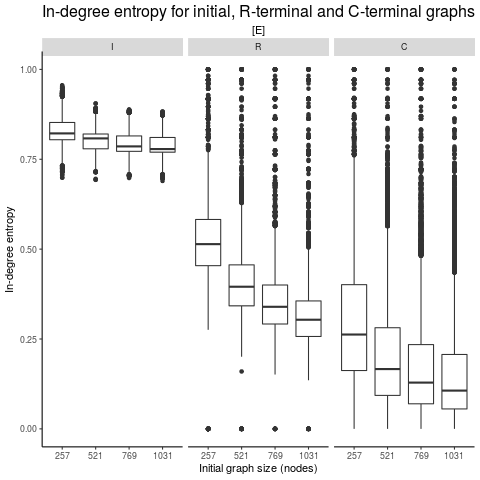 In-degree entropy for initial, R-terminal and C-terminal graphs
[E]
I R C
1.00
0.75
0.50
0.25
0.00
In-degree entropy
257 521 769 1031 257 521 769 1031 257 521 769 1031
Initial graph size (nodes)